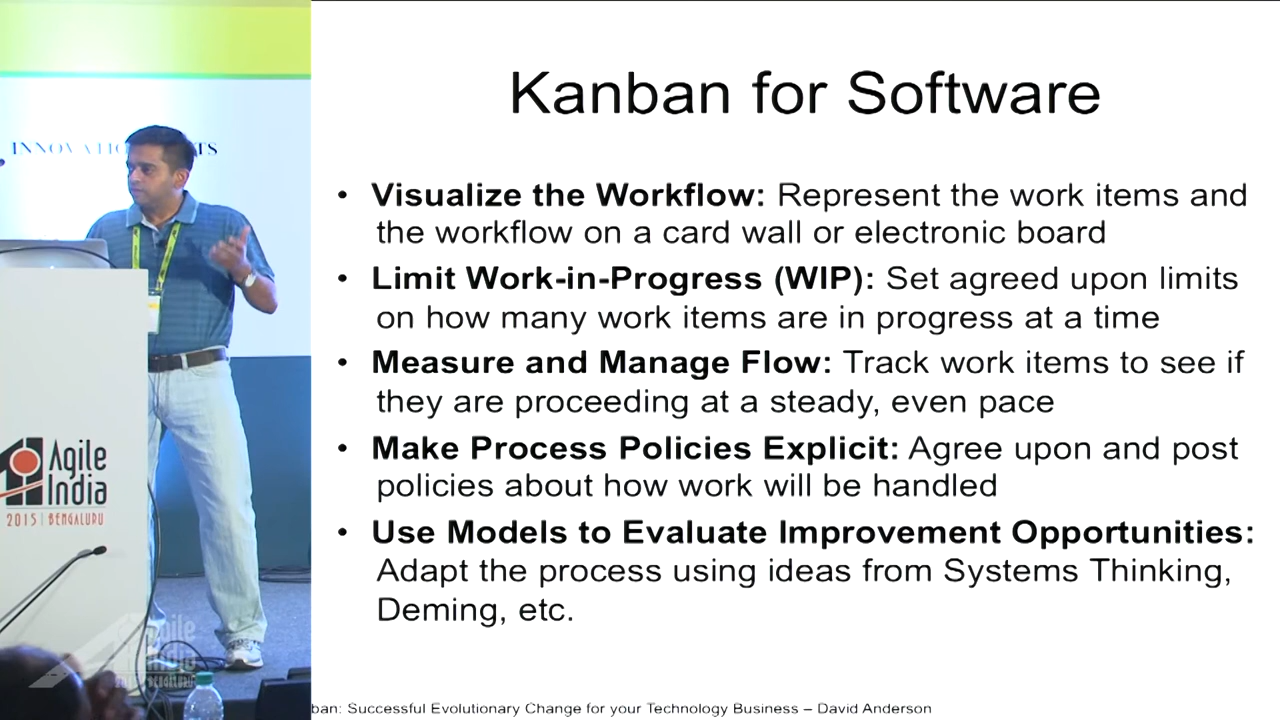 Kanban for Software
• Visualize the Workflow: Represent the work items and
the workflow on a card wall or electronic board
• Limit Work-in-Progress (WIP): Set agreed upon limits
on how many work items are in progress at a time
• Measure and Manage Flow: Track work items to see if
they are proceeding at a steady, even pace
• Make Process Policies Explicit: Agree upon and post
policies about how work will be handled
• Use Models to Evaluate Improvement Opportunities:
Adapt the process using ideas from Systems Thinking,
Deming, etc.
ban: Successful Evolutionary Change for your Technology Business – David Anderson
Agile
India
2015 | BENGALURU
Agile
India
2015 | BENGALURU